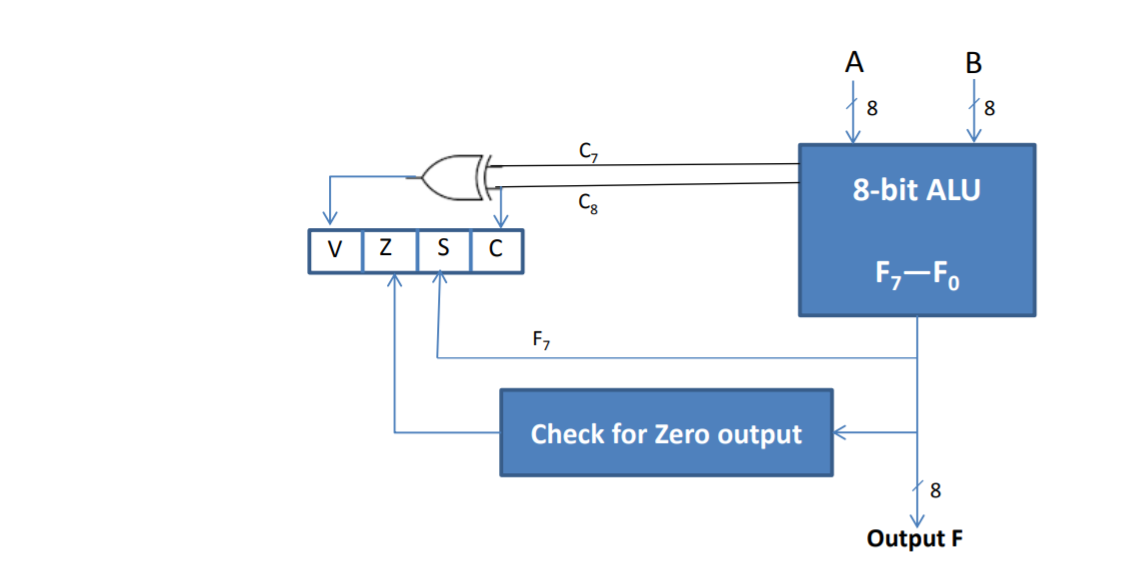 A B
8 8
C₇
8-bit ALU
C₈
V Z S C
F₇—F₀
F₇
Check for Zero output
8
Output F